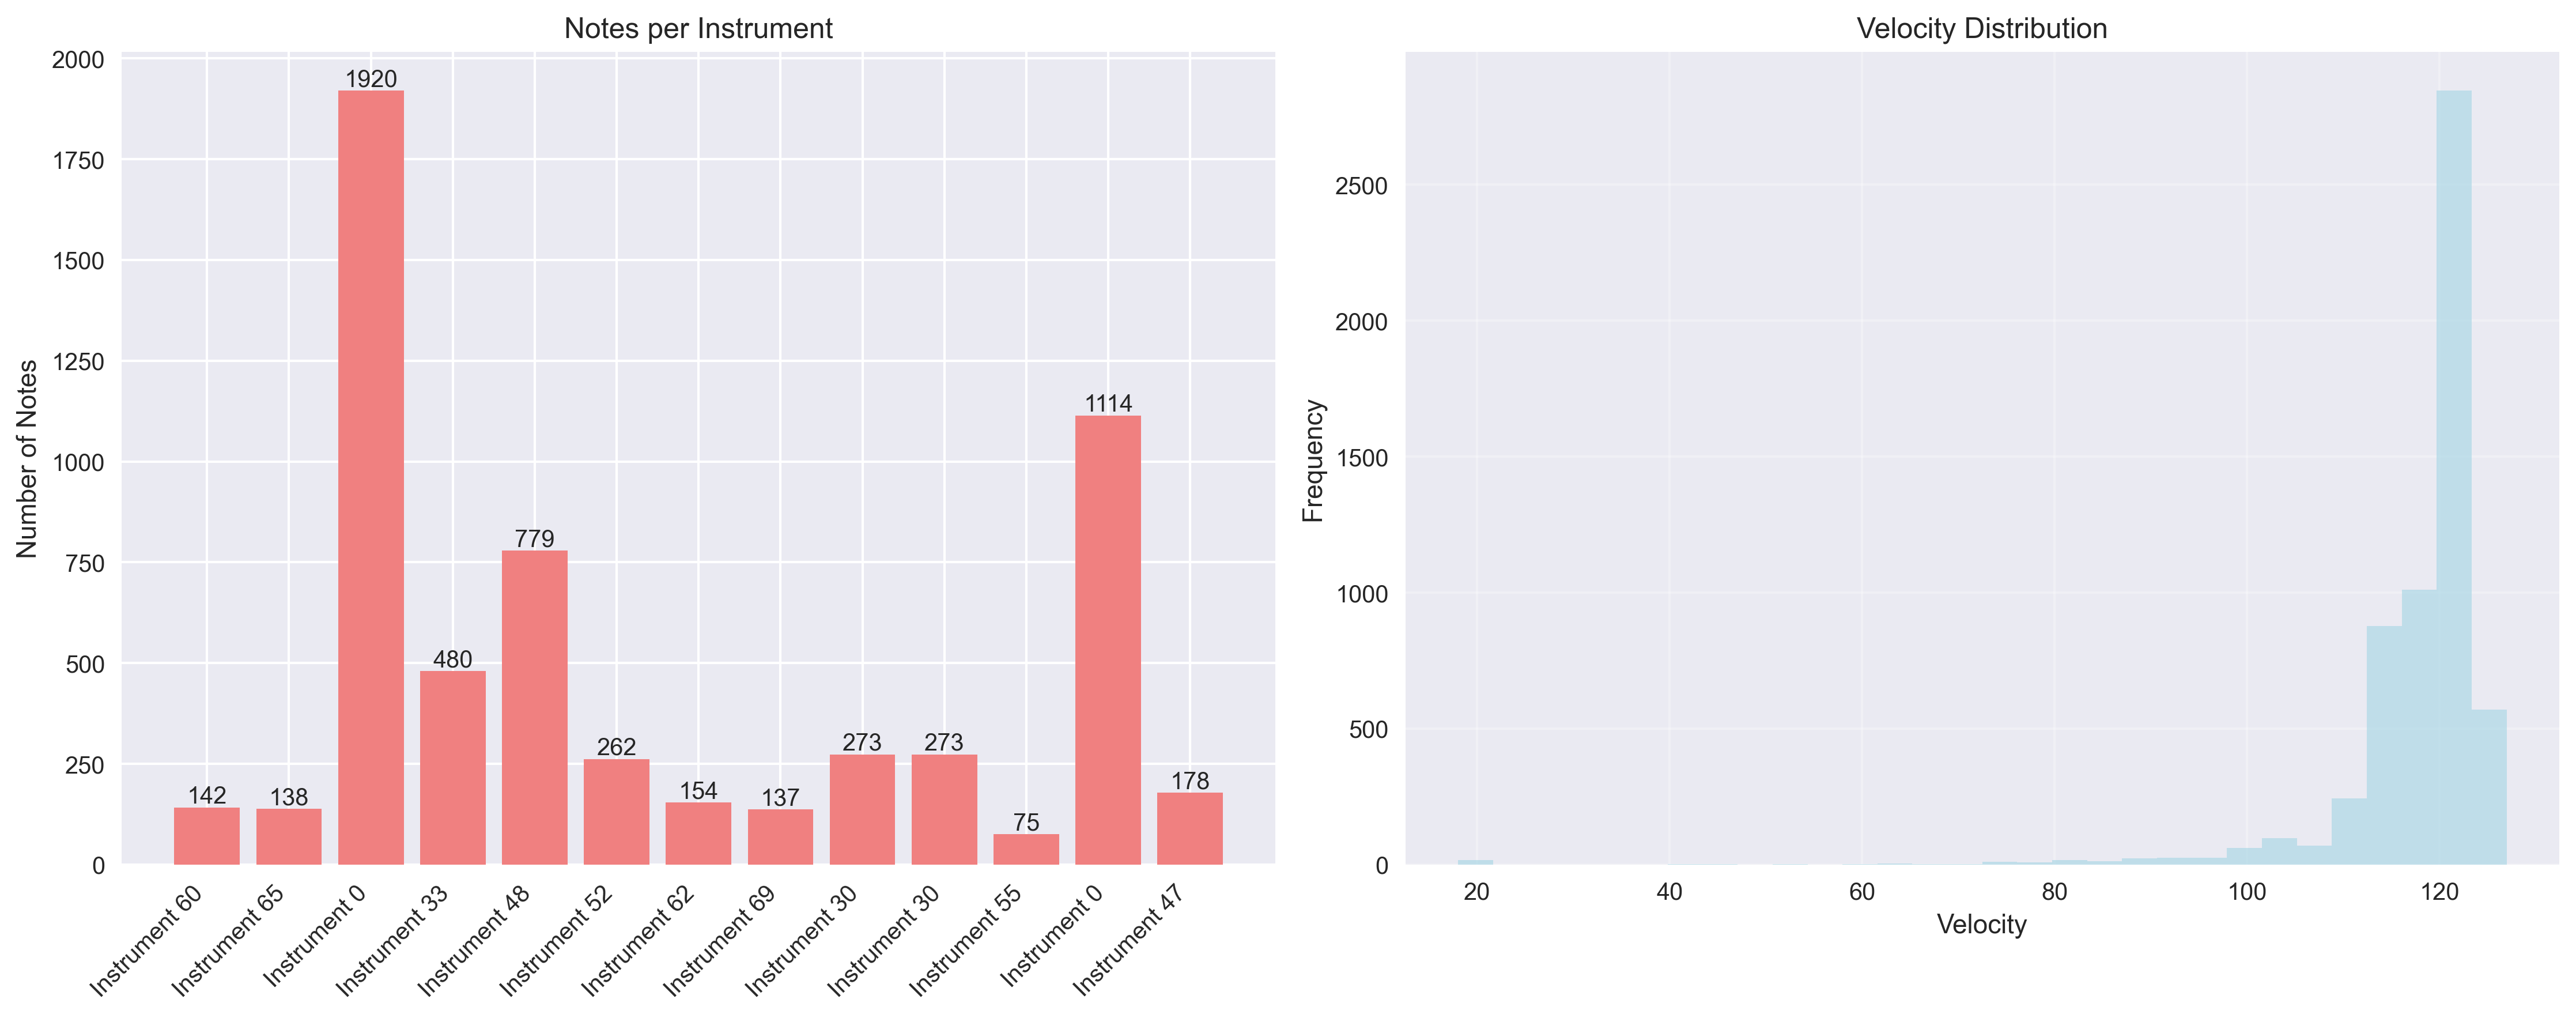 Notes per Instrument
Number of Notes
2000
1750
1500
1250
1000
750
500
250
0
142
138
1920
480
779
262
154
137
273
273
75
1114
178
Instrument 60
Instrument 65
Instrument 0
Instrument 33
Instrument 48
Instrument 52
Instrument 62
Instrument 69
Instrument 30
Instrument 30
Instrument 55
Instrument 0
Instrument 47
Velocity Distribution
Frequency
2500
2000
1500
1000
500
0
20
40
60
80
100
120
Velocity